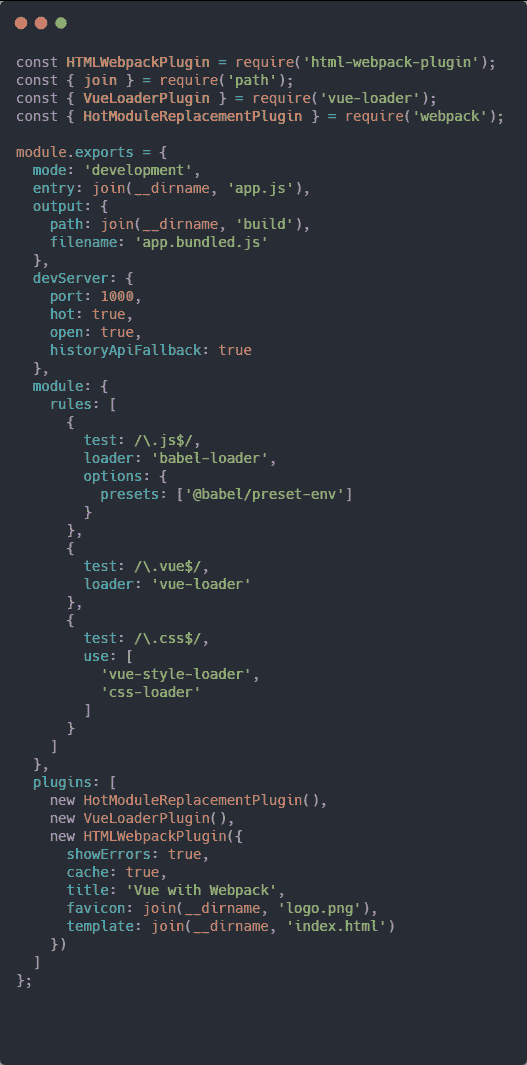 const HTMLWebpackPlugin = require('html-webpack-plugin');
const { join } = require('path');
const { VueLoaderPlugin } = require('vue-loader');
const { HotModuleReplacementPlugin } = require('webpack');

module.exports = {
  mode: 'development',
  entry: join(__dirname, 'app.js'),
  output: {
    path: join(__dirname, 'build'),
    filename: 'app.bundled.js'
  },
  devServer: {
    port: 1000,
    hot: true,
    open: true,
    historyApiFallback: true
  },
  module: {
    rules: [
      {
        test: /\.js$/,
        loader: 'babel-loader',
        options: {
          presets: ['@babel/preset-env']
        }
      },
      {
        test: /\.vue$/,
        loader: 'vue-loader'
      },
      {
        test: /\.css$/,
        use: [
          'vue-style-loader',
          'css-loader'
        ]
      }
    ]
  },
  plugins: [
    new HotModuleReplacementPlugin(),
    new VueLoaderPlugin(),
    new HTMLWebpackPlugin({
      showErrors: true,
      cache: true,
      title: 'Vue with Webpack',
      favicon: join(__dirname, 'logo.png'),
      template: join(__dirname, 'index.html')
    })
  ]
};